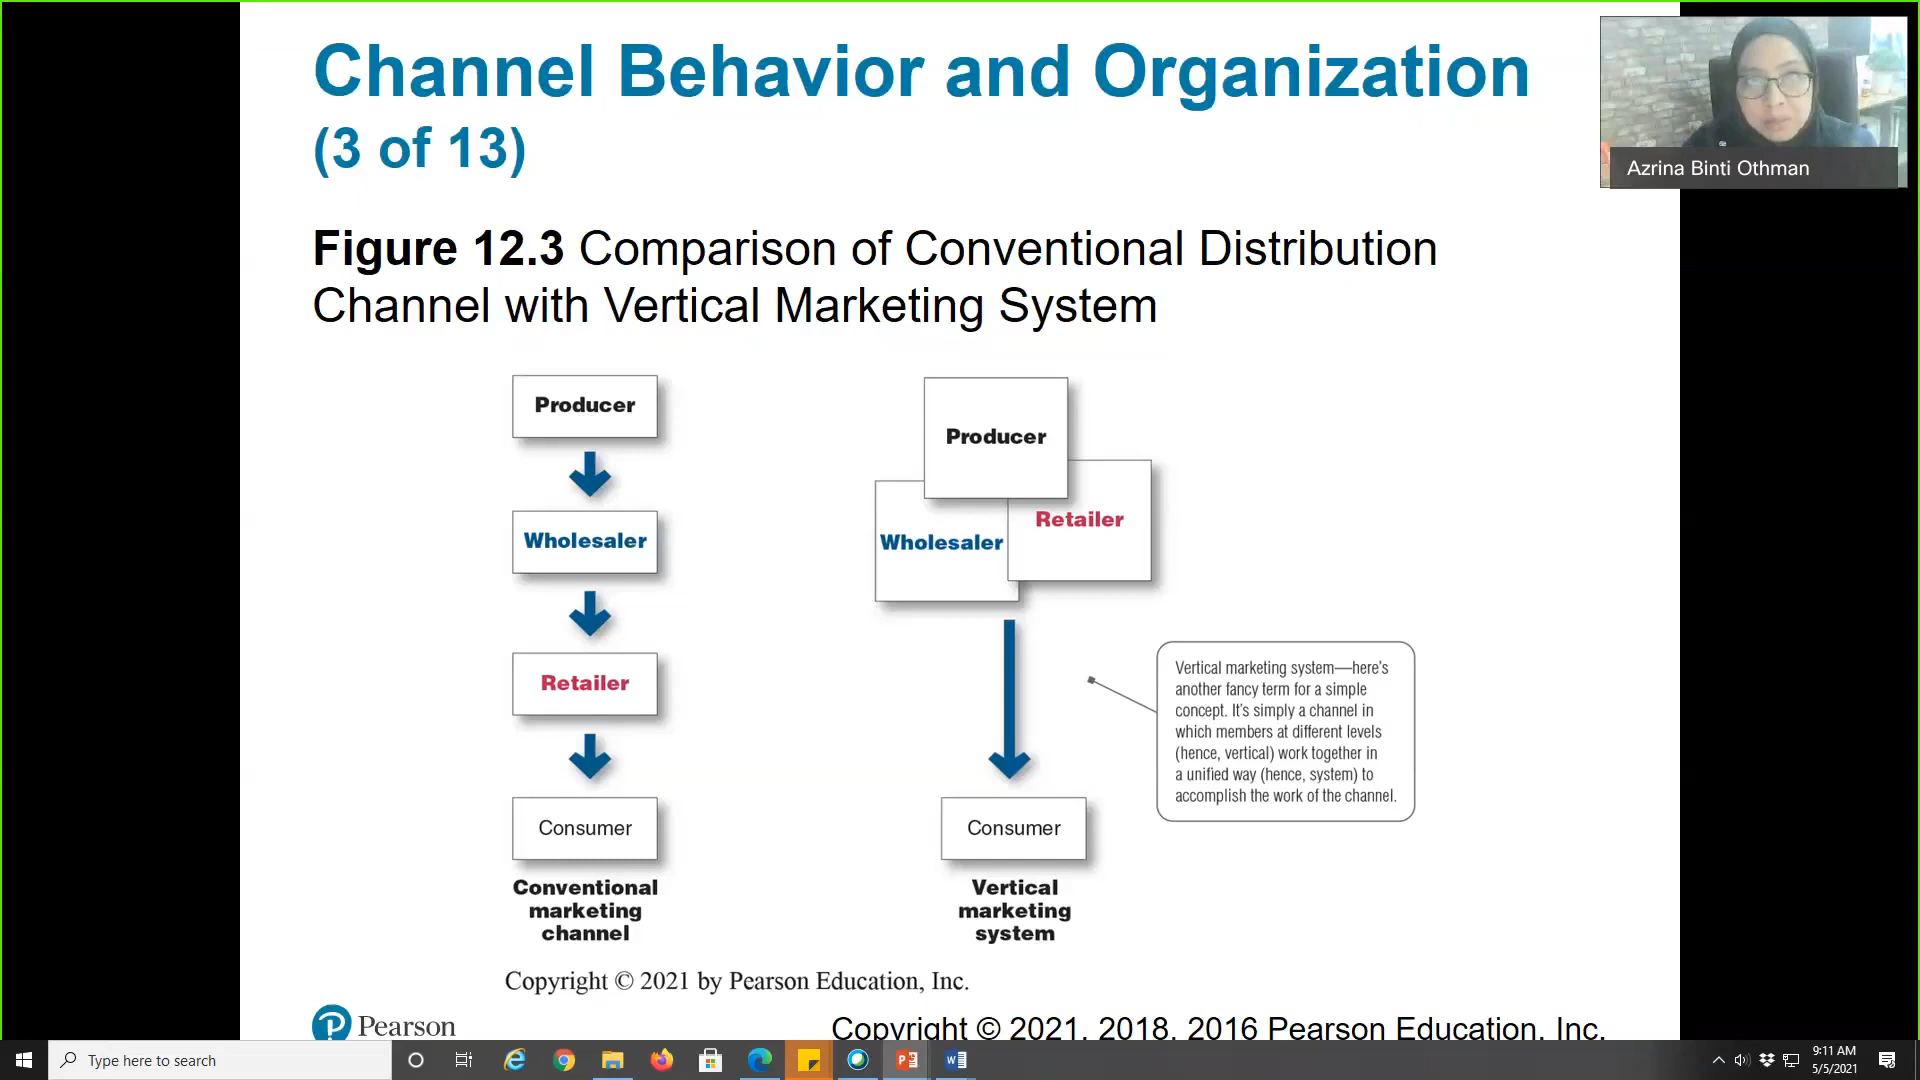 Channel Behavior and Organization
(3 of 13)
Azrina Binti Othman
Figure 12.3 Comparison of Conventional Distribution
Channel with Vertical Marketing System
Producer
Wholesaler
Retailer
Consumer
Conventional
marketing
channel
Producer
Retailer
Wholesaler
Consumer
Vertical
marketing
system
Vertical marketing system—here's
another fancy term for a simple
concept. It's simply a channel in
which members at different levels
(hence, vertical) work together in
a unified way (hence, system) to
accomplish the work of the channel.
Copyright © 2021 by Pearson Education, Inc.
Pearson
Copyright © 2021, 2018, 2016 Pearson Education, Inc.
Type here to search
9:11 AM
5/5/2021